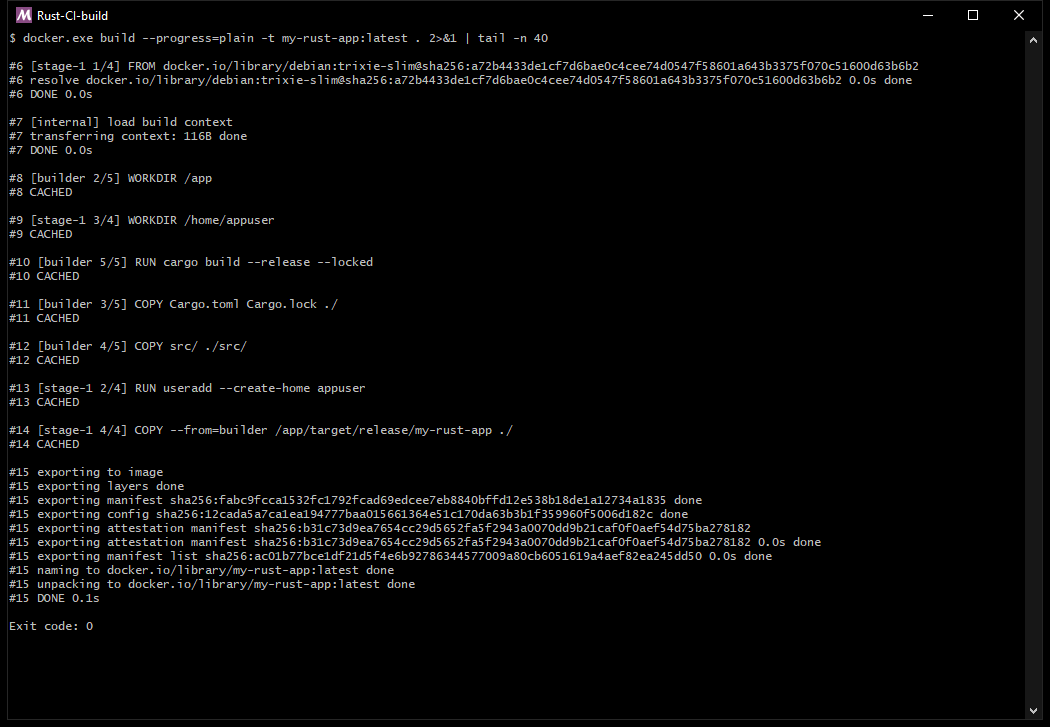 Rust-CI-build
$ docker.exe build --progress=plain -t my-rust-app:latest . 2>&1 | tail -n 40
#6 [stage-1 1/4] FROM docker.io/library/debian:trixie-slim@sha256:a72b4433de1cf7d6bae0c4cee74d0547f58601a643b3375f070c51600d63b6b2
#6 resolve docker.io/library/debian:trixie-slim@sha256:a72b4433de1cf7d6bae0c4cee74d0547f58601a643b3375f070c51600d63b6b2 0.0s done
#6 DONE 0.0s
#7 [internal] load build context
#7 transferring context: 116B done
#7 DONE 0.0s
#8 [builder 2/5] WORKDIR /app
#8 CACHED
#9 [stage-1 3/4] WORKDIR /home/appuser
#9 CACHED
#10 [builder 5/5] RUN cargo build --release --locked
#10 CACHED
#11 [builder 3/5] COPY Cargo.toml Cargo.lock ./
#11 CACHED
#12 [builder 4/5] COPY src/ ./src/
#12 CACHED
#13 [stage-1 2/4] RUN useradd --create-home appuser
#13 CACHED
#14 [stage-1 4/4] COPY --from=builder /app/target/release/my-rust-app ./
#14 CACHED
#15 exporting to image
#15 exporting layers done
#15 exporting manifest sha256:fabc9fcca1532fc1792fcad69edcee7eb8840bffd12e538b18de1a12734a1835 done
#15 exporting config sha256:12cada5a7ca1ea194777baa015661364e51c170da63b3b1f359960f5006d182c done
#15 exporting attestation manifest sha256:b31c73d9ea7654cc29d5652fa5f2943a0070dd9b21caf0f0aef54d75ba278182
#15 exporting attestation manifest sha256:b31c73d9ea7654cc29d5652fa5f2943a0070dd9b21caf0f0aef54d75ba278182 0.0s done
#15 exporting manifest list sha256:ac01b77bce1df21d5f4e6b92786344577009a80cb6051619a4aef82ea245dd50 0.0s done
#15 naming to docker.io/library/my-rust-app:latest done
#15 unpacking to docker.io/library/my-rust-app:latest done
#15 DONE 0.1s
Exit code: 0